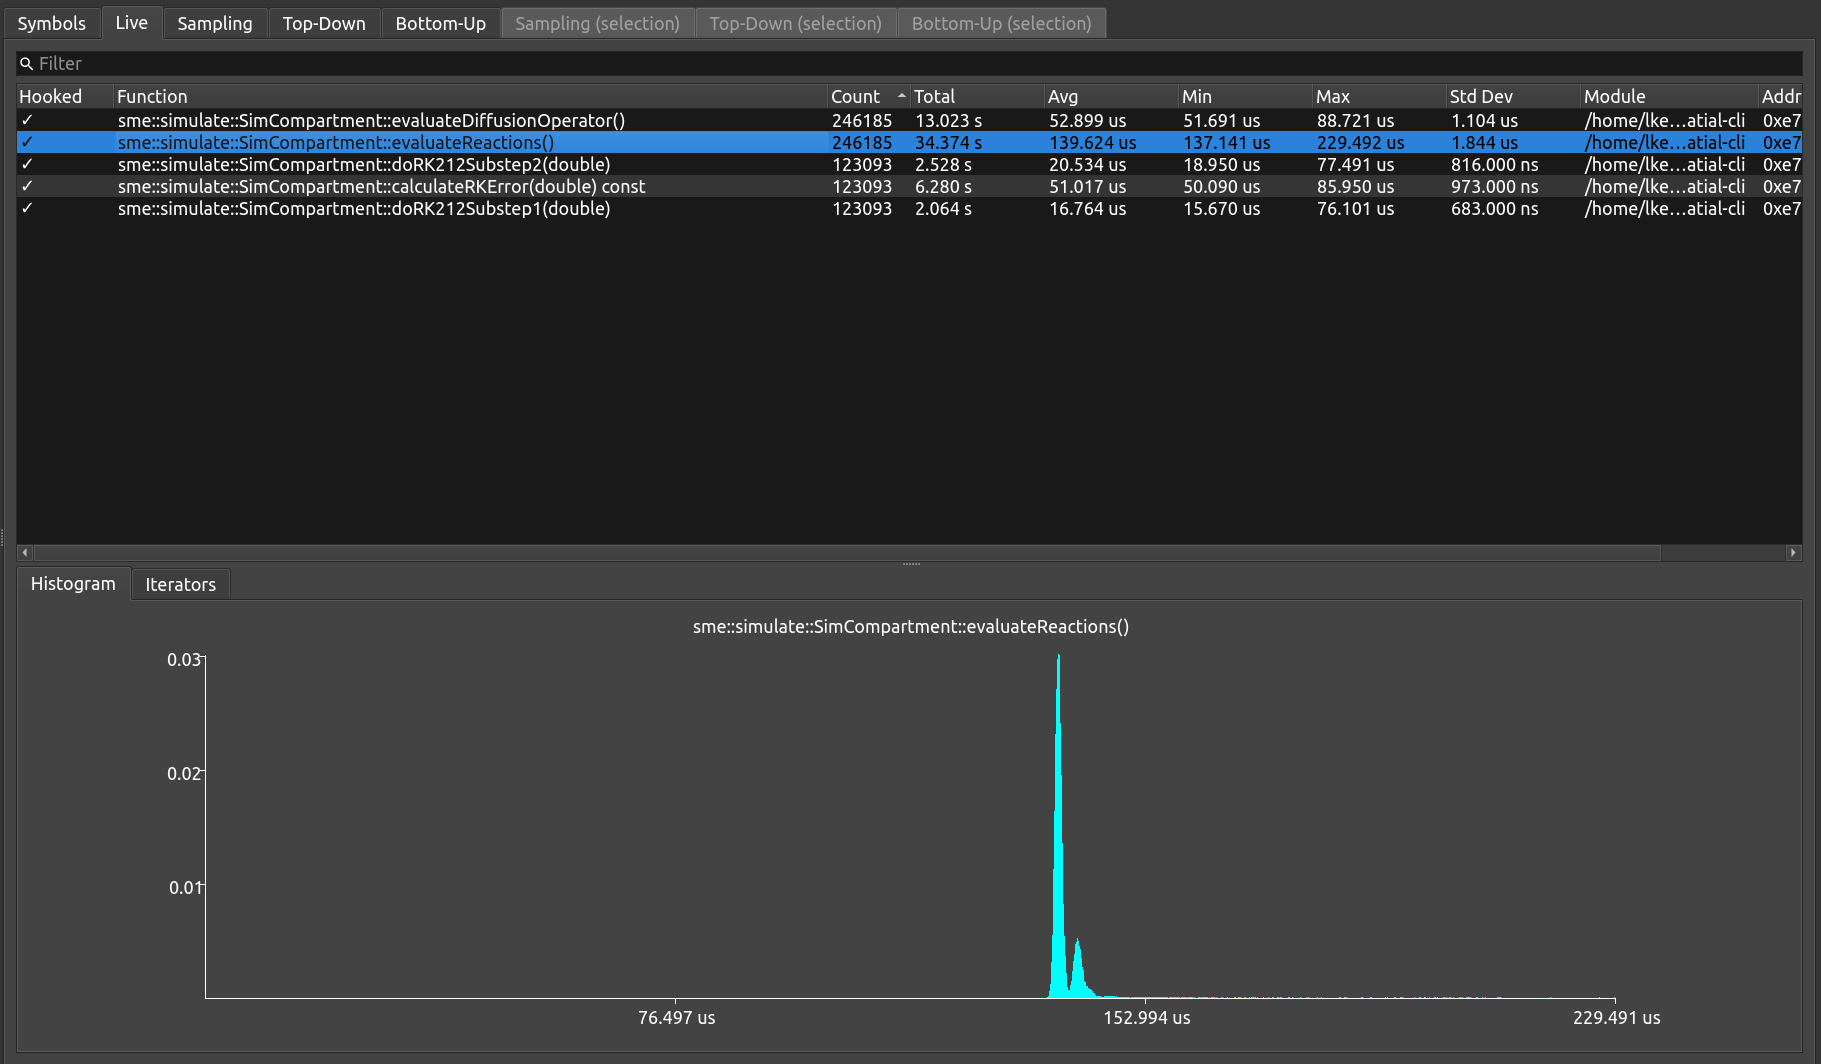 Symbols Live Sampling Top-Down Bottom-Up Sampling (selection) Top-Down (selection) Bottom-Up (selection)
Filter
Hooked Function Count Total Avg Min Max Std Dev Module Addr
✓ sme::simulate::SimCompartment::evaluateDiffusionOperator() 246185 13.023 s 52.899 us 51.691 us 88.721 us 1.104 us /home/lke...atial-cli 0xe7
✓ sme::simulate::SimCompartment::evaluateReactions() 246185 34.374 s 139.624 us 137.141 us 229.492 us 1.844 us /home/lke...atial-cli 0xe7
✓ sme::simulate::SimCompartment::doRK212Substep2(double) 123093 2.528 s 20.534 us 18.950 us 77.491 us 816.000 ns /home/lke...atial-cli 0xe7
✓ sme::simulate::SimCompartment::calculateRKError(double) const 123093 6.280 s 51.017 us 50.090 us 85.950 us 973.000 ns /home/lke...atial-cli 0xe7
✓ sme::simulate::SimCompartment::doRK212Substep1(double) 123093 2.064 s 16.764 us 15.670 us 76.101 us 683.000 ns /home/lke...atial-cli 0xe7
Histogram Iterators
sme::simulate::SimCompartment::evaluateReactions()
0.03
0.02
0.01
76.497 us 152.994 us 229.491 us